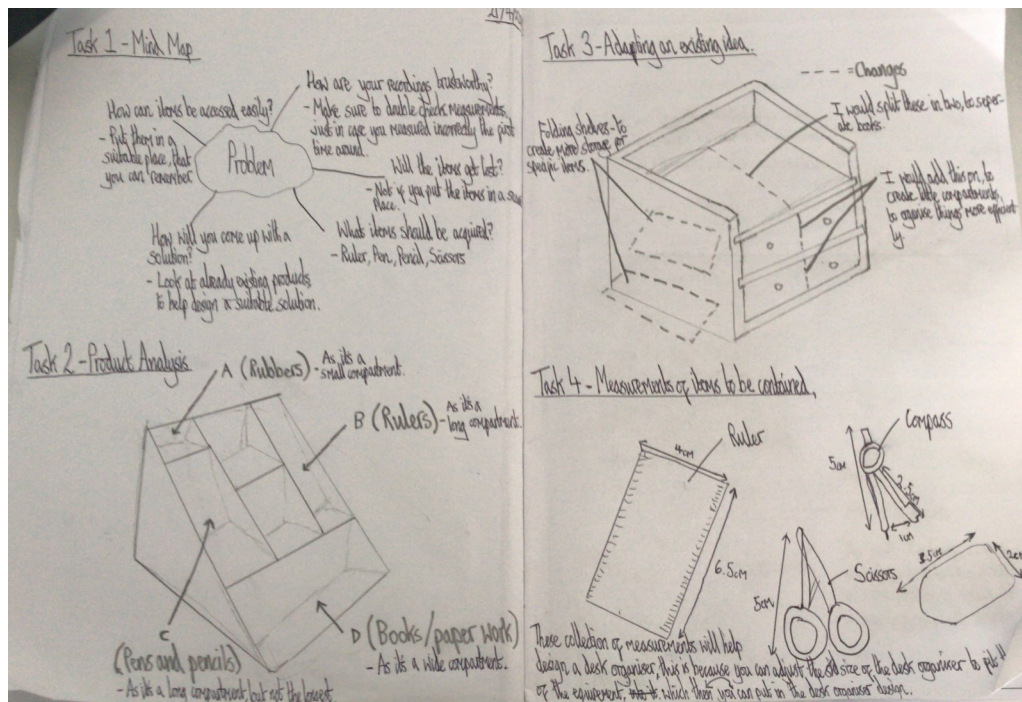 Task 1 - Mind Map
How are your recordings trustworthy?
- Make sure to double check measurements,
just in case you measured incorrectly the first
time around.
How can items be accessed easily?
- Put them in a
suitable place, that
you can remember
Problem
Will the items get lost?
- Not if you put the items in a
place.
How will you come up with a
solution?
- Look at already existing products
to help design a suitable solution.
What items should be acquired?
- Ruler, Pen, Pencil, Scissors
Task 2 - Product Analysis
A (Rubbers) - As its a
small compartment.
B (Rulers) - As its a
long compartment.
C
(Pens and pencils)
- As its a long compartment, but not the longest
D (Books/paper work)
- As its a wide compartment.
Task 3 - Adapting an existing idea.
---- = Changes
I would split these in two, to seper-
ate books.
Folding shelves - to
create more storage for
specific items.
I would add this on, to
create little compartments,
to organise things more efficient
ly.
Task 4 - Measurements of items to be contained.
Ruler
4cm
6.5cm
Compass
5cm
2.5cm
1cm
Scissors
5cm
3.5cm
2cm
These collection of measurements will help
design a desk organiser, this is because you can adjust the size of the desk organiser to fit
of the equirement, which then you can put in the desk organiser design.